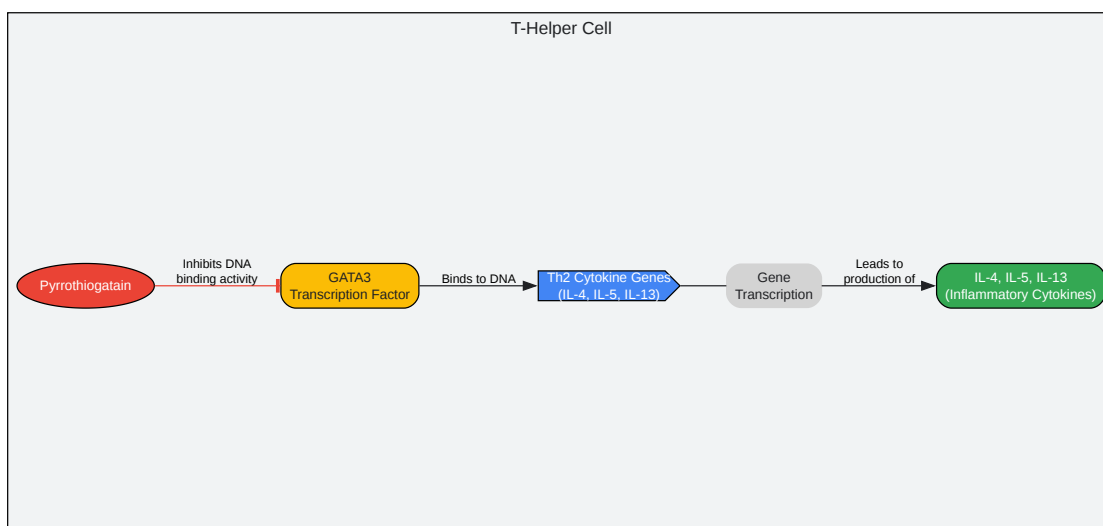 T-Helper Cell
Pyrrothiogatain
Inhibits DNA
binding activity
GATA3
Transcription Factor
Binds to DNA
Th2 Cytokine Genes
(IL-4, IL-5, IL-13)
Gene
Transcription
Leads to
production of
IL-4, IL-5, IL-13
(Inflammatory Cytokines)